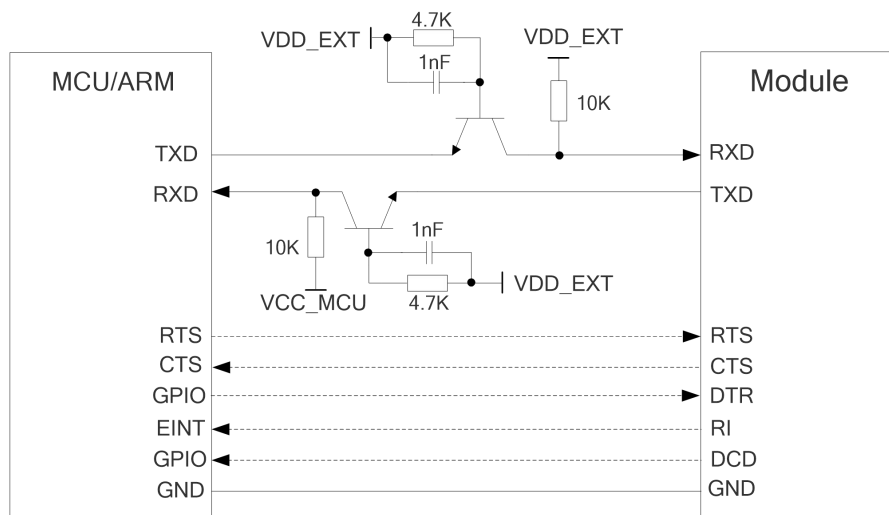 4.7K
VDD_EXT
VDD_EXT
1nF
MCU/ARM
Module
10K
TXD
RXD
RXD
TXD
1nF
10K
VDD_EXT
VCC_MCU
4.7K
RTS
RTS
CTS
CTS
GPIO
DTR
EINT
RI
GPIO
DCD
GND
GND